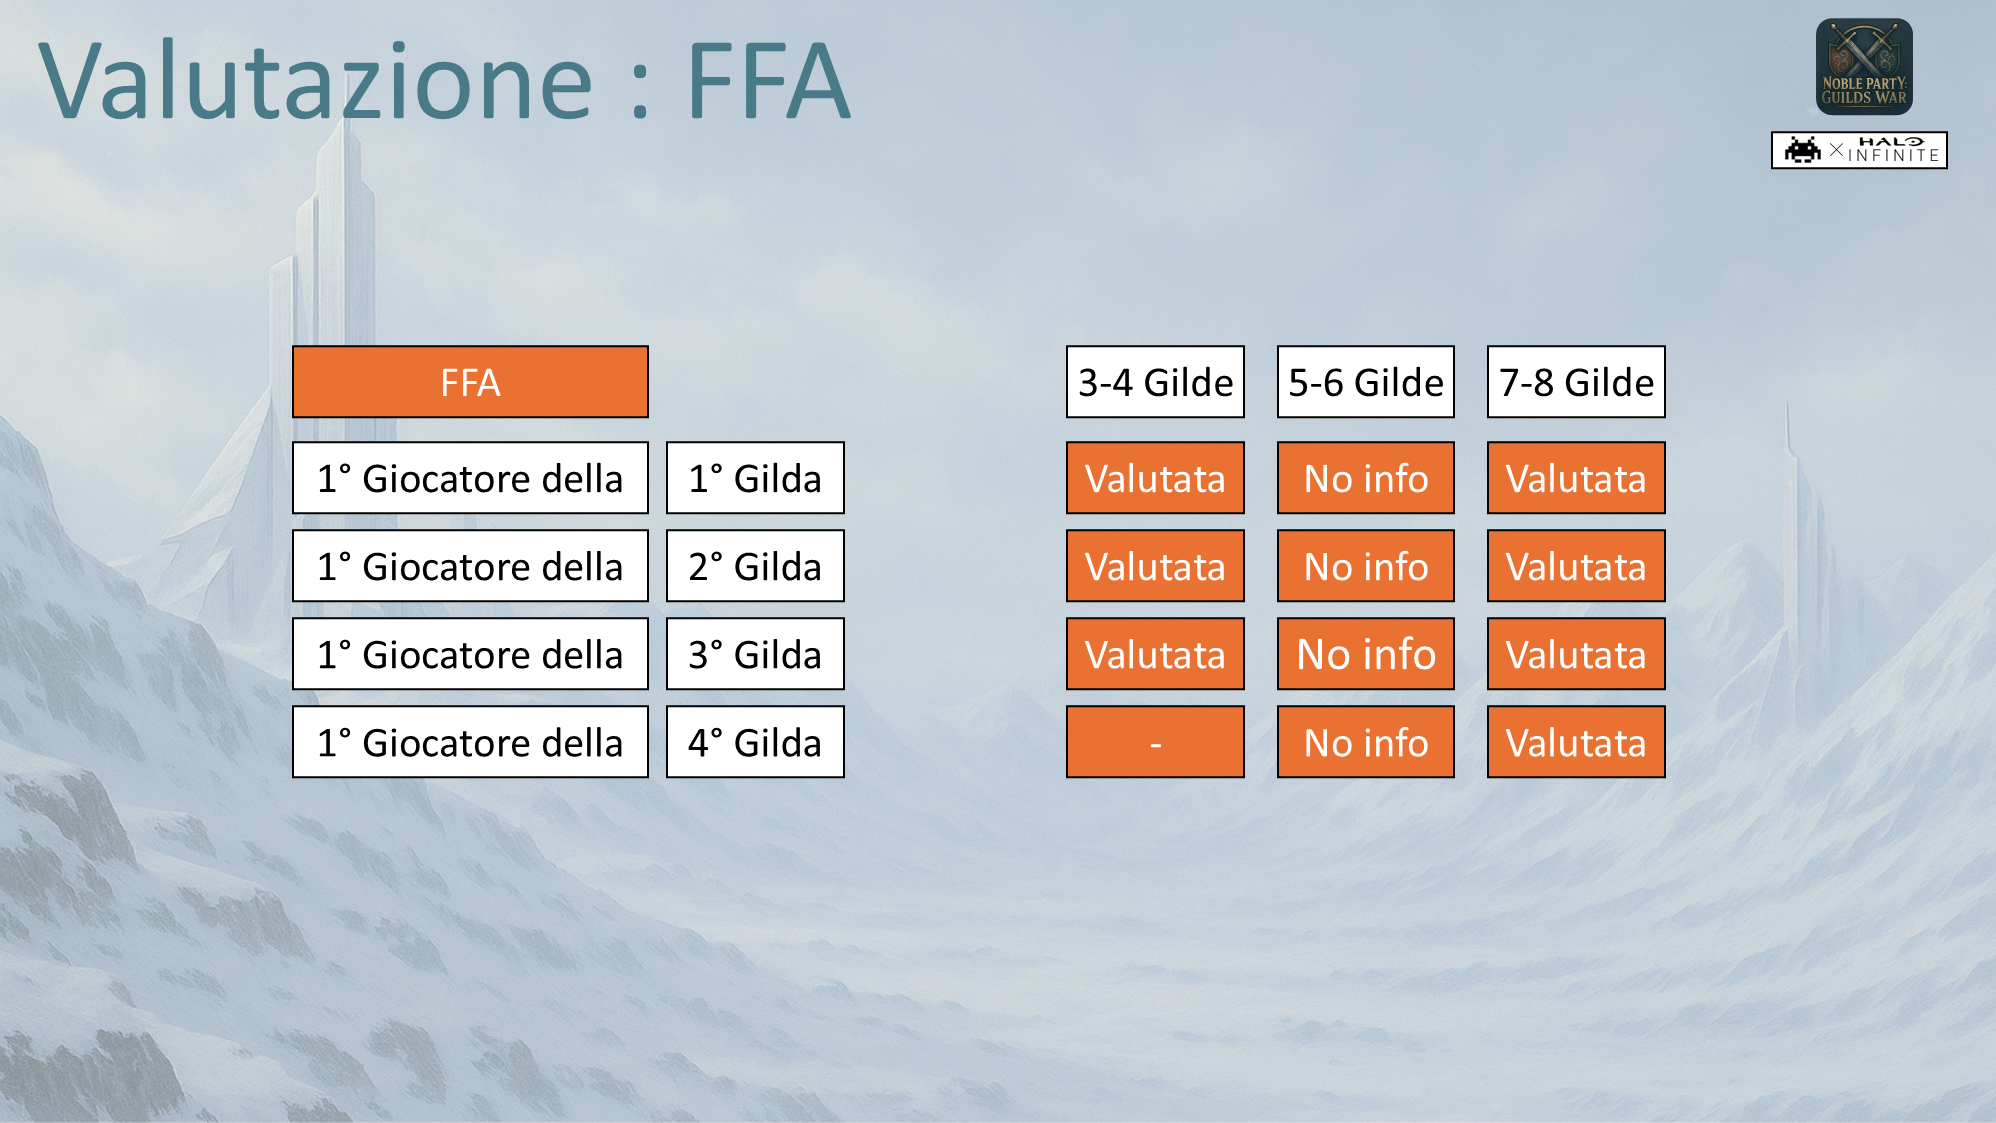 Valutazione : FFA
NOBLE PARTY:
GUILDS WAR
HALO
INFINITE
FFA
3-4 Gilde
5-6 Gilde
7-8 Gilde
1° Giocatore della
1° Gilda
Valutata
No info
Valutata
1° Giocatore della
2° Gilda
Valutata
No info
Valutata
1° Giocatore della
3° Gilda
Valutata
No info
Valutata
1° Giocatore della
4° Gilda
-
No info
Valutata